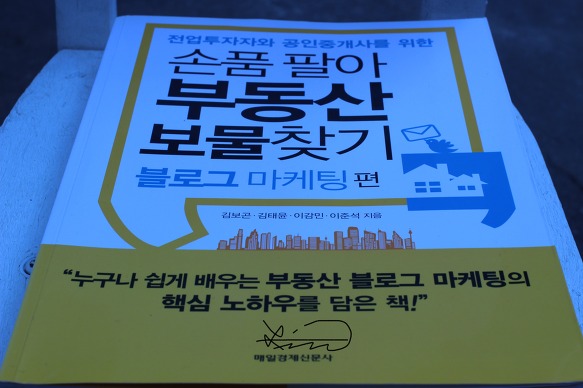 전업투자자와 공인중개사를 위한
손품 팔아
부동산
보물찾기
블로그 마케팅 편
김보곤 · 김태윤 · 이강민 · 이준석 지음
“누구나 쉽게 배우는 부동산 블로그 마케팅의
핵심 노하우를 담은 책!”
매일경제신문사